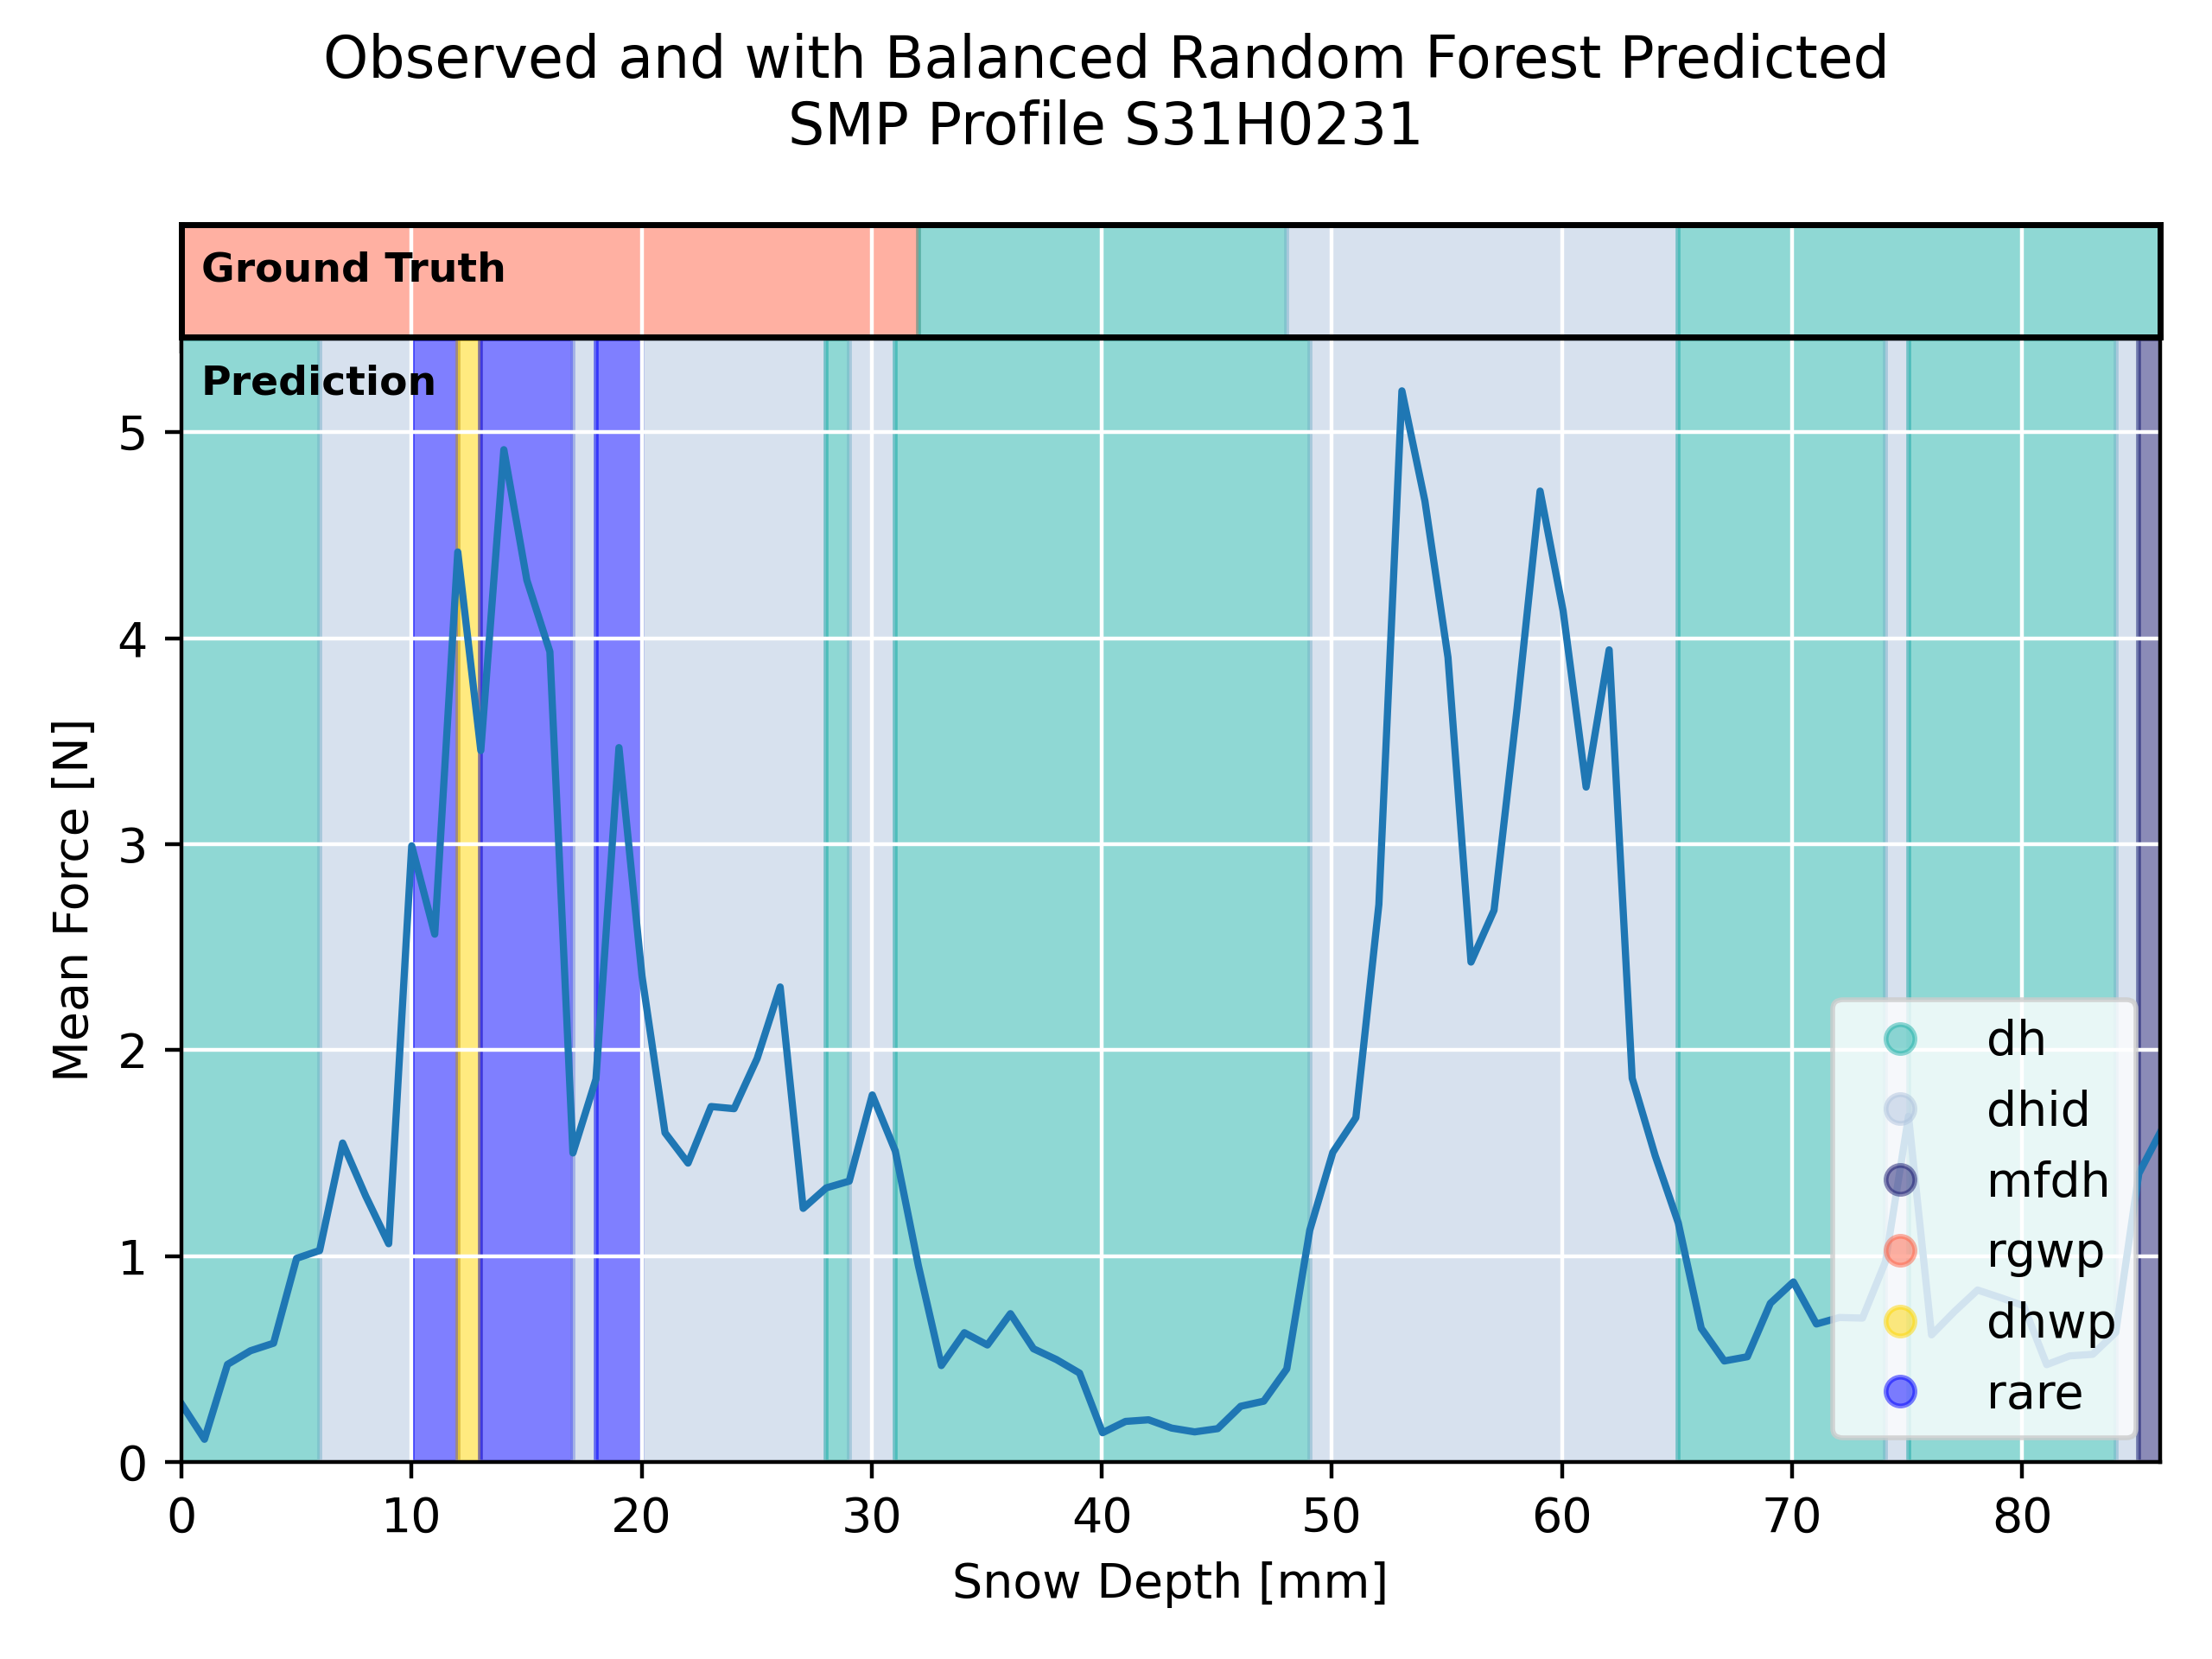 Observed and with Balanced Random Forest Predicted
SMP Profile S31H0231
Ground Truth
Prediction
5
4
3
2
1
0
Mean Force [N]
dh
dhid
mfdh
rgwp
dhwp
rare
0 10 20 30 40 50 60 70 80
Snow Depth [mm]